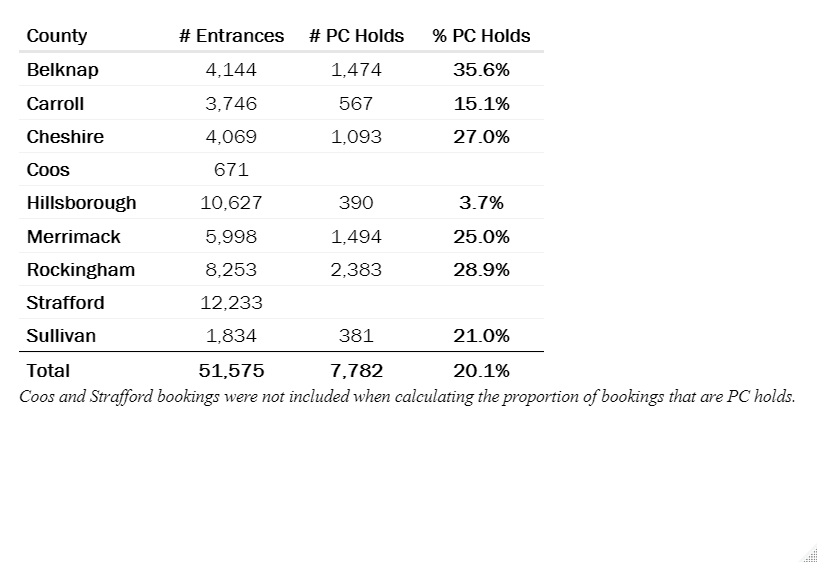 County # Entrances # PC Holds % PC Holds
Belknap 4,144 1,474 35.6%
Carroll 3,746 567 15.1%
Cheshire 4,069 1,093 27.0%
Coos 671
Hillsborough 10,627 390 3.7%
Merrimack 5,998 1,494 25.0%
Rockingham 8,253 2,383 28.9%
Strafford 12,233
Sullivan 1,834 381 21.0%
Total 51,575 7,782 20.1%
Coos and Strafford bookings were not included when calculating the proportion of bookings that are PC holds.